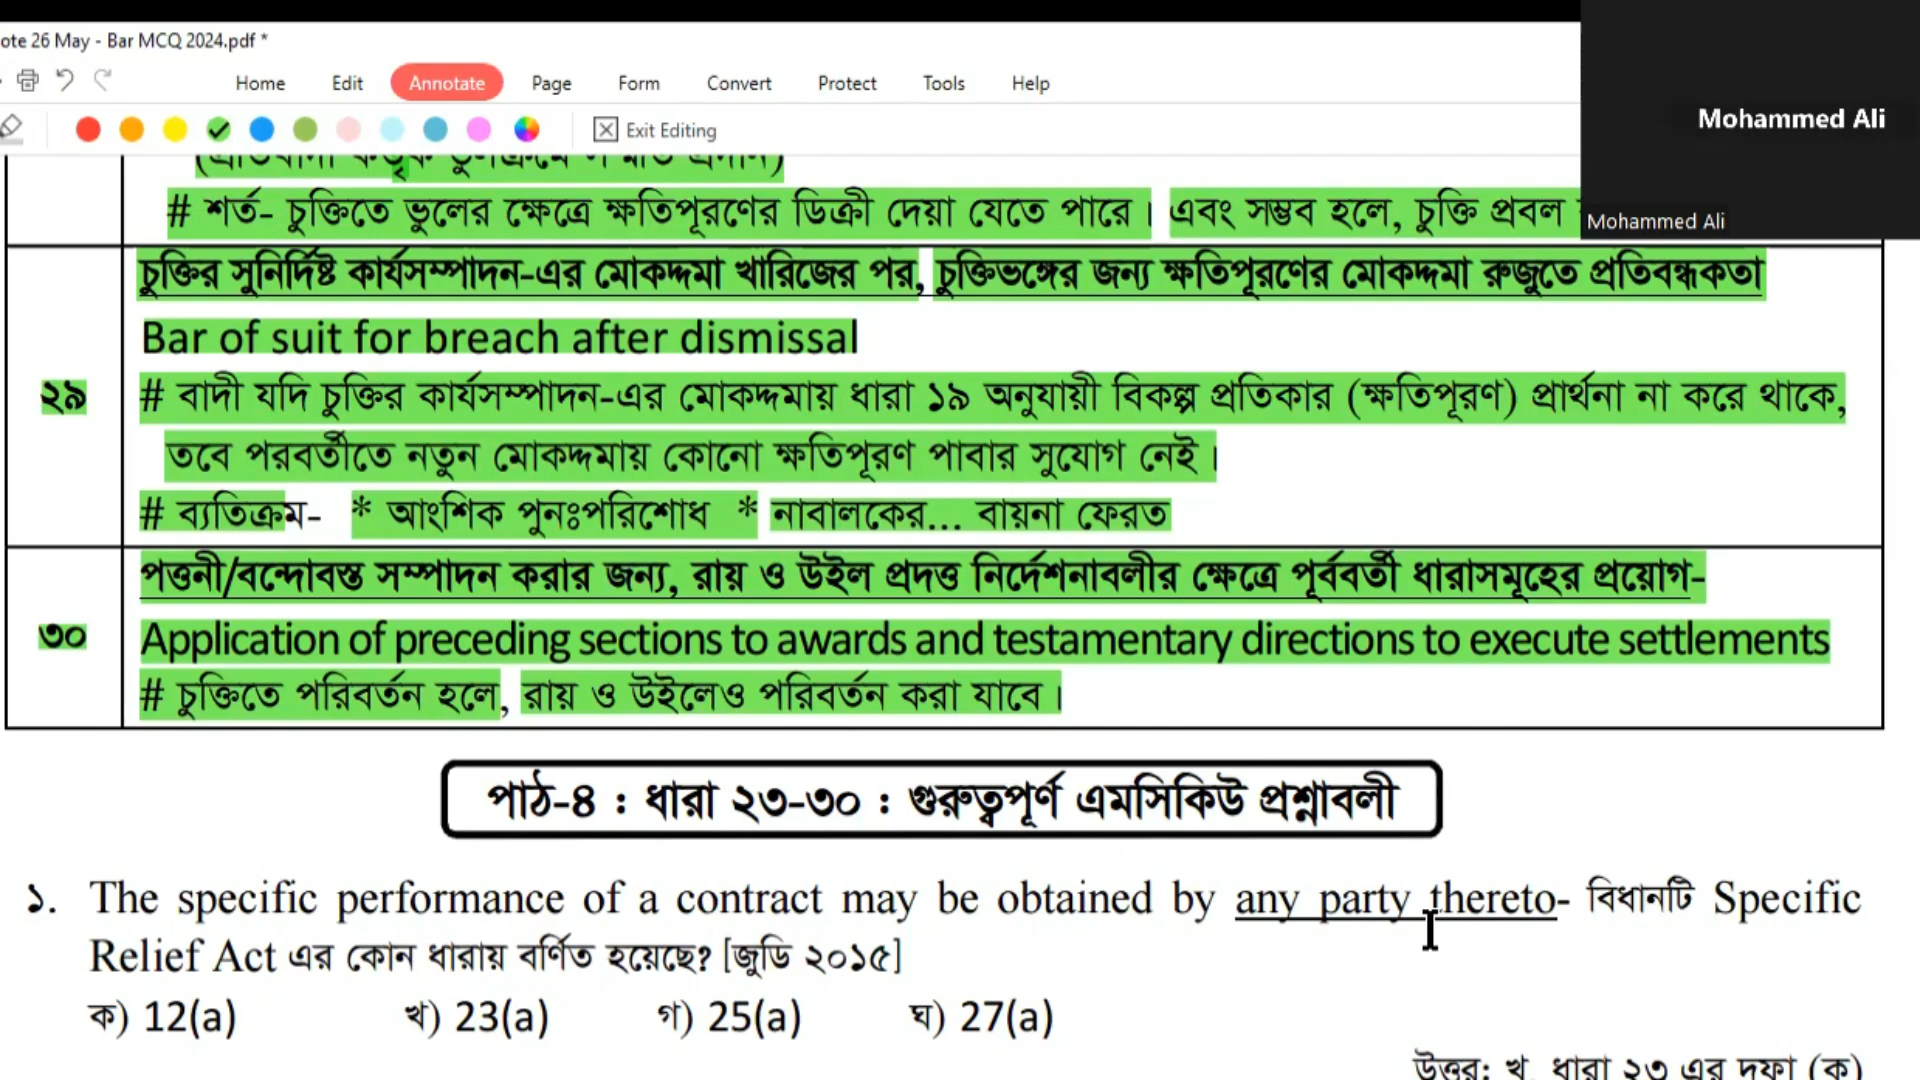 ote 26 May - Bar MCQ 2024.pdf *
Home Edit Annotate Page Form Convert Protect Tools Help
Exit Editing
Mohammed Ali
Mohammed Ali
# শর্ত- চুক্তিতে ভুলের ক্ষেত্রে ক্ষতিপূরণের ডিক্রী দেয়া যেতে পারে। এবং সম্ভব হলে, চুক্তি প্রবল
চুক্তির সুনির্দিষ্ট কার্যসম্পাদন-এর মোকদ্দমা খারিজের পর, চুক্তিভঙ্গের জন্য ক্ষতিপূরণের মোকদ্দমা রুজুতে প্রতিবন্ধকতা
Bar of suit for breach after dismissal
২৯ # বাদী যদি চুক্তির কার্যসম্পাদন-এর মোকদ্দমায় ধারা ১৯ অনুযায়ী বিকল্প প্রতিকার (ক্ষতিপূরণ) প্রার্থনা না করে থাকে,
তবে পরবর্তীতে নতুন মোকদ্দমায় কোনো ক্ষতিপূরণ পাবার সুযোগ নেই।
# ব্যতিক্রম- * আংশিক পুনঃপরিশোধ * নাবালকের... বায়না ফেরত
পত্তনী/বন্দোবস্ত সম্পাদন করার জন্য, রায় ও উইল প্রদত্ত নির্দেশনাবলীর ক্ষেত্রে পূর্ববর্তী ধারাসমূহের প্রয়োগ-
৩০ Application of preceding sections to awards and testamentary directions to execute settlements
# চুক্তিতে পরিবর্তন হলে, রায় ও উইলেও পরিবর্তন করা যাবে।
পাঠ-৪ : ধারা ২৩-৩০ : গুরুত্বপূর্ণ এমসিকিউ প্রশ্নাবলী
১. The specific performance of a contract may be obtained by any party thereto- বিধানটি Specific
Relief Act এর কোন ধারায় বর্ণিত হয়েছে? [জুডি ২০১৫]
ক) 12(a) খ) 23(a) গ) 25(a) ঘ) 27(a)
উত্তর: খ. ধারা ২৩ এর দফা (ক)